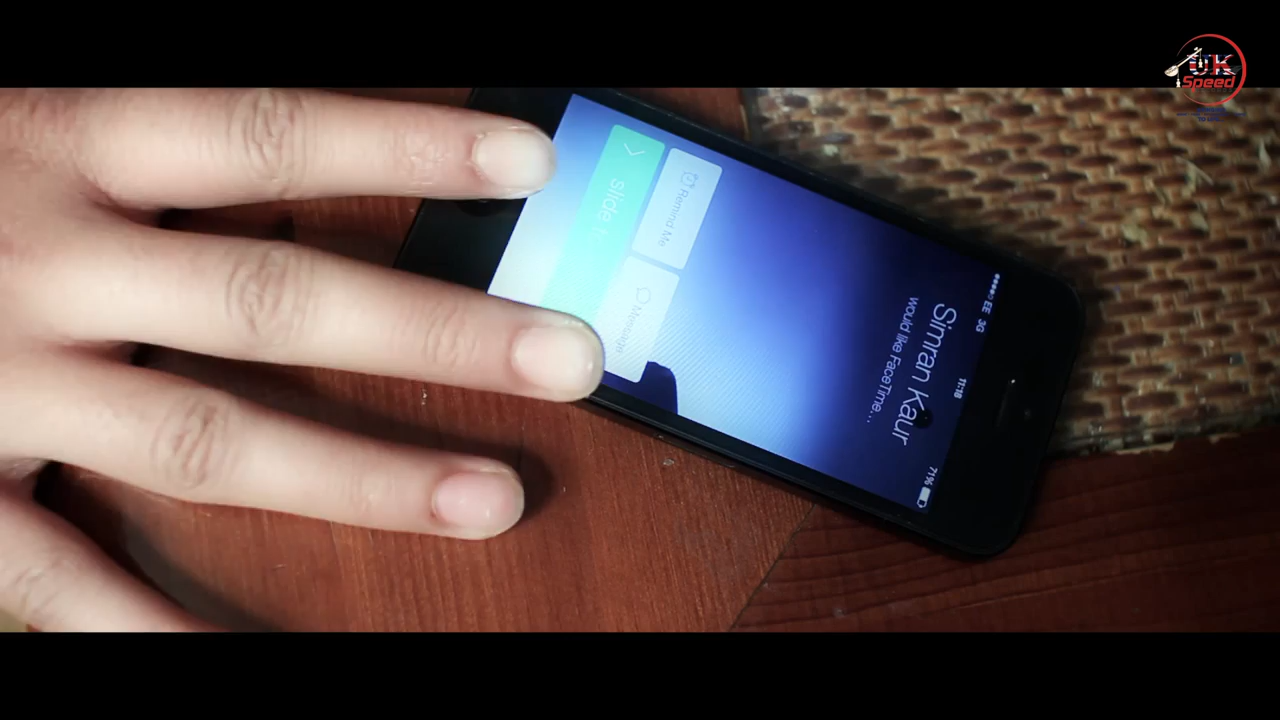 UK
Speed
EE 3G 11:18 71%
Simran Kaur
would like FaceTime...
Remind Me
Message
slide